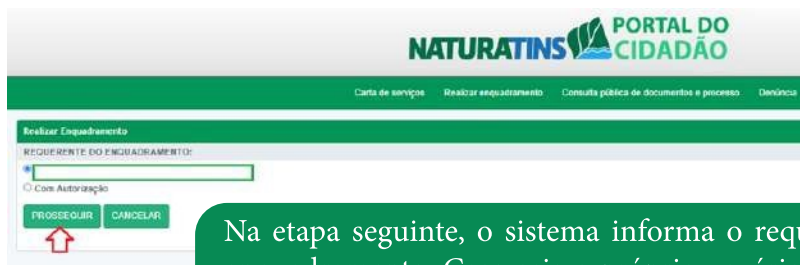 NATURATINS PORTAL DO CIDADÃO
Carta de serviços Realizar enquadramento Consulta pública de documentos e processo Denúncia
Realizar Enquadramento
REQUERENTE DO ENQUADRAMENTO:
Com Autorização
PROSSEGUIR CANCELAR
Na etapa seguinte, o sistema informa o requ